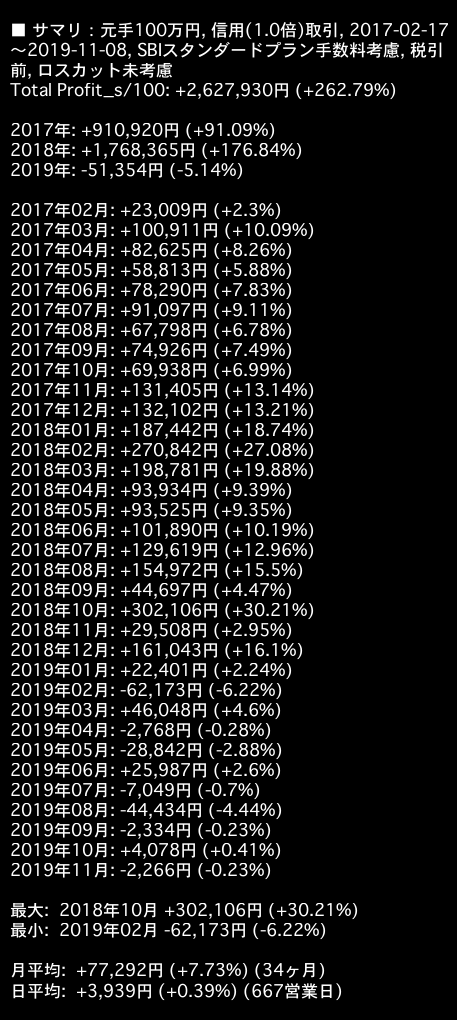 ■ サマリ：元手100万円, 信用(1.0倍)取引, 2017-02-17
〜2019-11-08, SBIスタンダードプラン手数料考慮, 税引
前, ロスカット未考慮
Total Profit_s/100: +2,627,930円 (+262.79%)
2017年: +910,920円 (+91.09%)
2018年: +1,768,365円 (+176.84%)
2019年: -51,354円 (-5.14%)
2017年02月: +23,009円 (+2.3%)
2017年03月: +100,911円 (+10.09%)
2017年04月: +82,625円 (+8.26%)
2017年05月: +58,813円 (+5.88%)
2017年06月: +78,290円 (+7.83%)
2017年07月: +91,097円 (+9.11%)
2017年08月: +67,798円 (+6.78%)
2017年09月: +74,926円 (+7.49%)
2017年10月: +69,938円 (+6.99%)
2017年11月: +131,405円 (+13.14%)
2017年12月: +132,102円 (+13.21%)
2018年01月: +187,442円 (+18.74%)
2018年02月: +270,842円 (+27.08%)
2018年03月: +198,781円 (+19.88%)
2018年04月: +93,934円 (+9.39%)
2018年05月: +93,525円 (+9.35%)
2018年06月: +101,890円 (+10.19%)
2018年07月: +129,619円 (+12.96%)
2018年08月: +154,972円 (+15.5%)
2018年09月: +44,697円 (+4.47%)
2018年10月: +302,106円 (+30.21%)
2018年11月: +29,508円 (+2.95%)
2018年12月: +161,043円 (+16.1%)
2019年01月: +22,401円 (+2.24%)
2019年02月: -62,173円 (-6.22%)
2019年03月: +46,048円 (+4.6%)
2019年04月: -2,768円 (-0.28%)
2019年05月: -28,842円 (-2.88%)
2019年06月: +25,987円 (+2.6%)
2019年07月: -7,049円 (-0.7%)
2019年08月: -44,434円 (-4.44%)
2019年09月: -2,334円 (-0.23%)
2019年10月: +4,078円 (+0.41%)
2019年11月: -2,266円 (-0.23%)
最大: 2018年10月 +302,106円 (+30.21%)
最小: 2019年02月 -62,173円 (-6.22%)
月平均: +77,292円 (+7.73%) (34ヶ月)
日平均: +3,939円 (+0.39%) (667営業日)